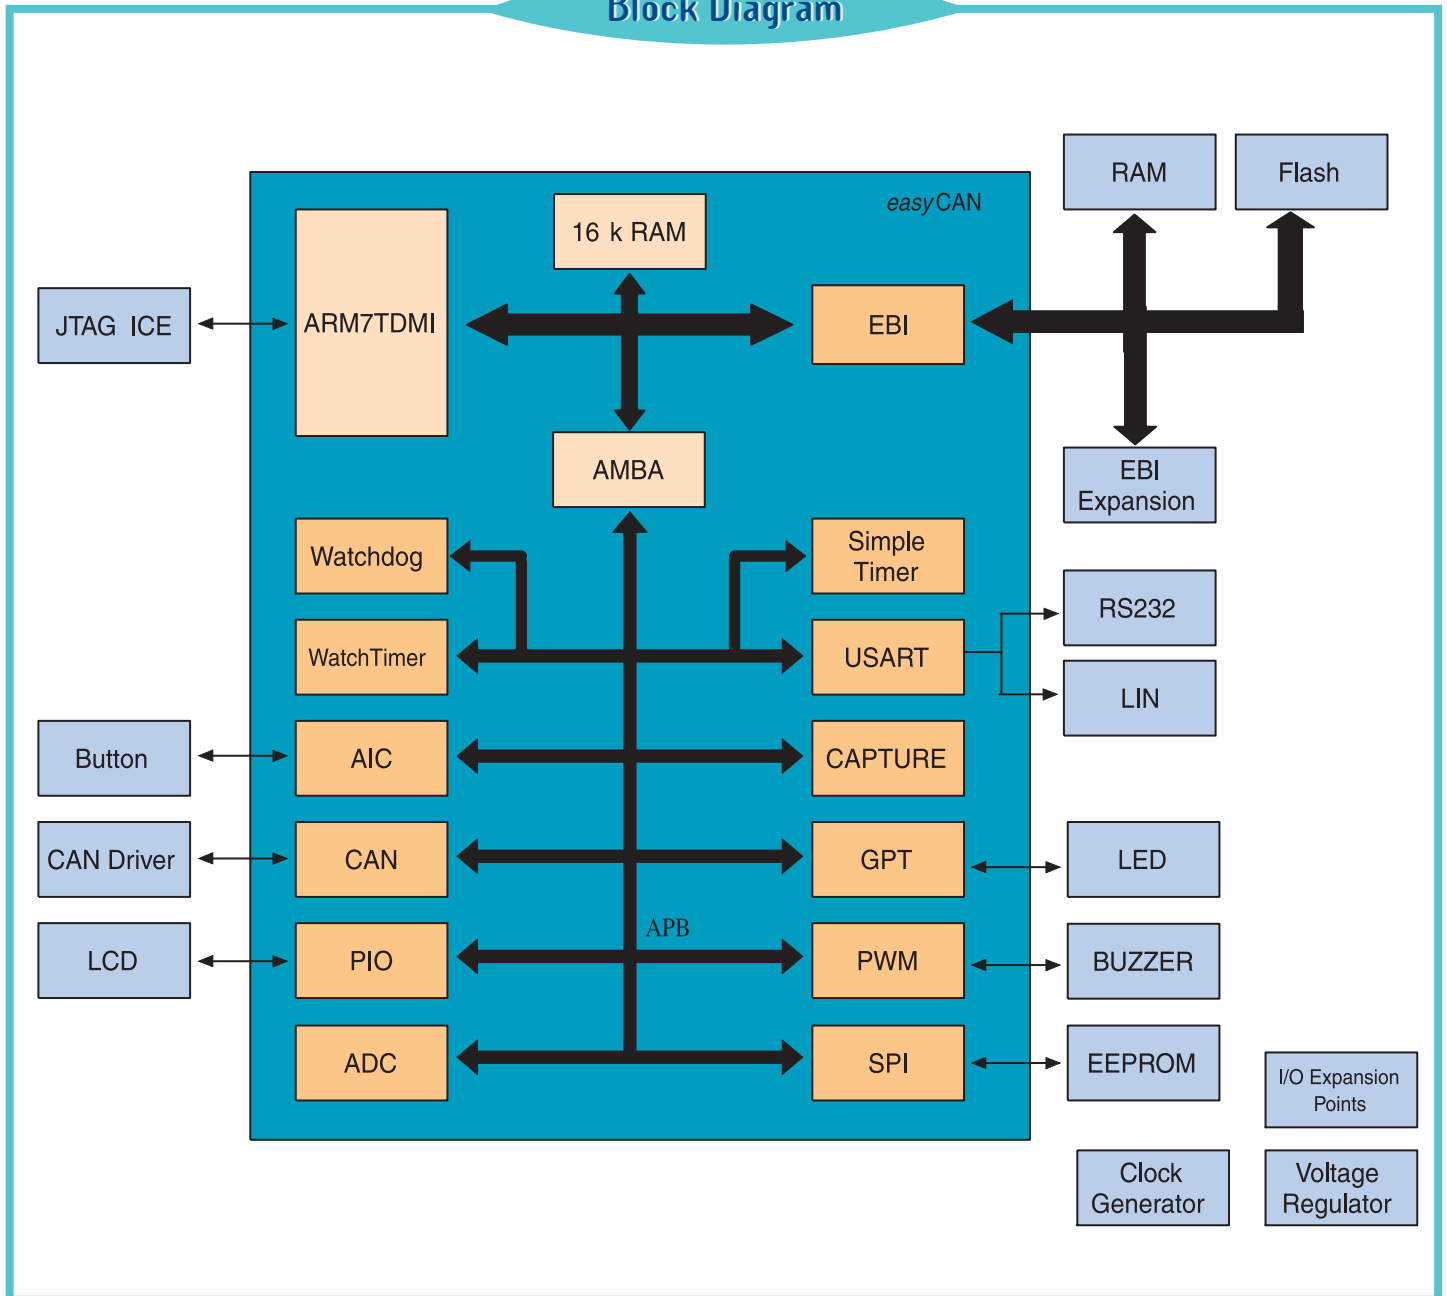 Block Diagram
easyCAN
RAM
Flash
16 k RAM
JTAG ICE
ARM7TDMI
EBI
AMBA
EBI
Expansion
Watchdog
Simple
Timer
RS232
WatchTimer
USART
LIN
Button
AIC
CAPTURE
CAN Driver
CAN
GPT
LED
APB
LCD
PIO
PWM
BUZZER
ADC
SPI
EEPROM
I/O Expansion
Points
Clock
Generator
Voltage
Regulator